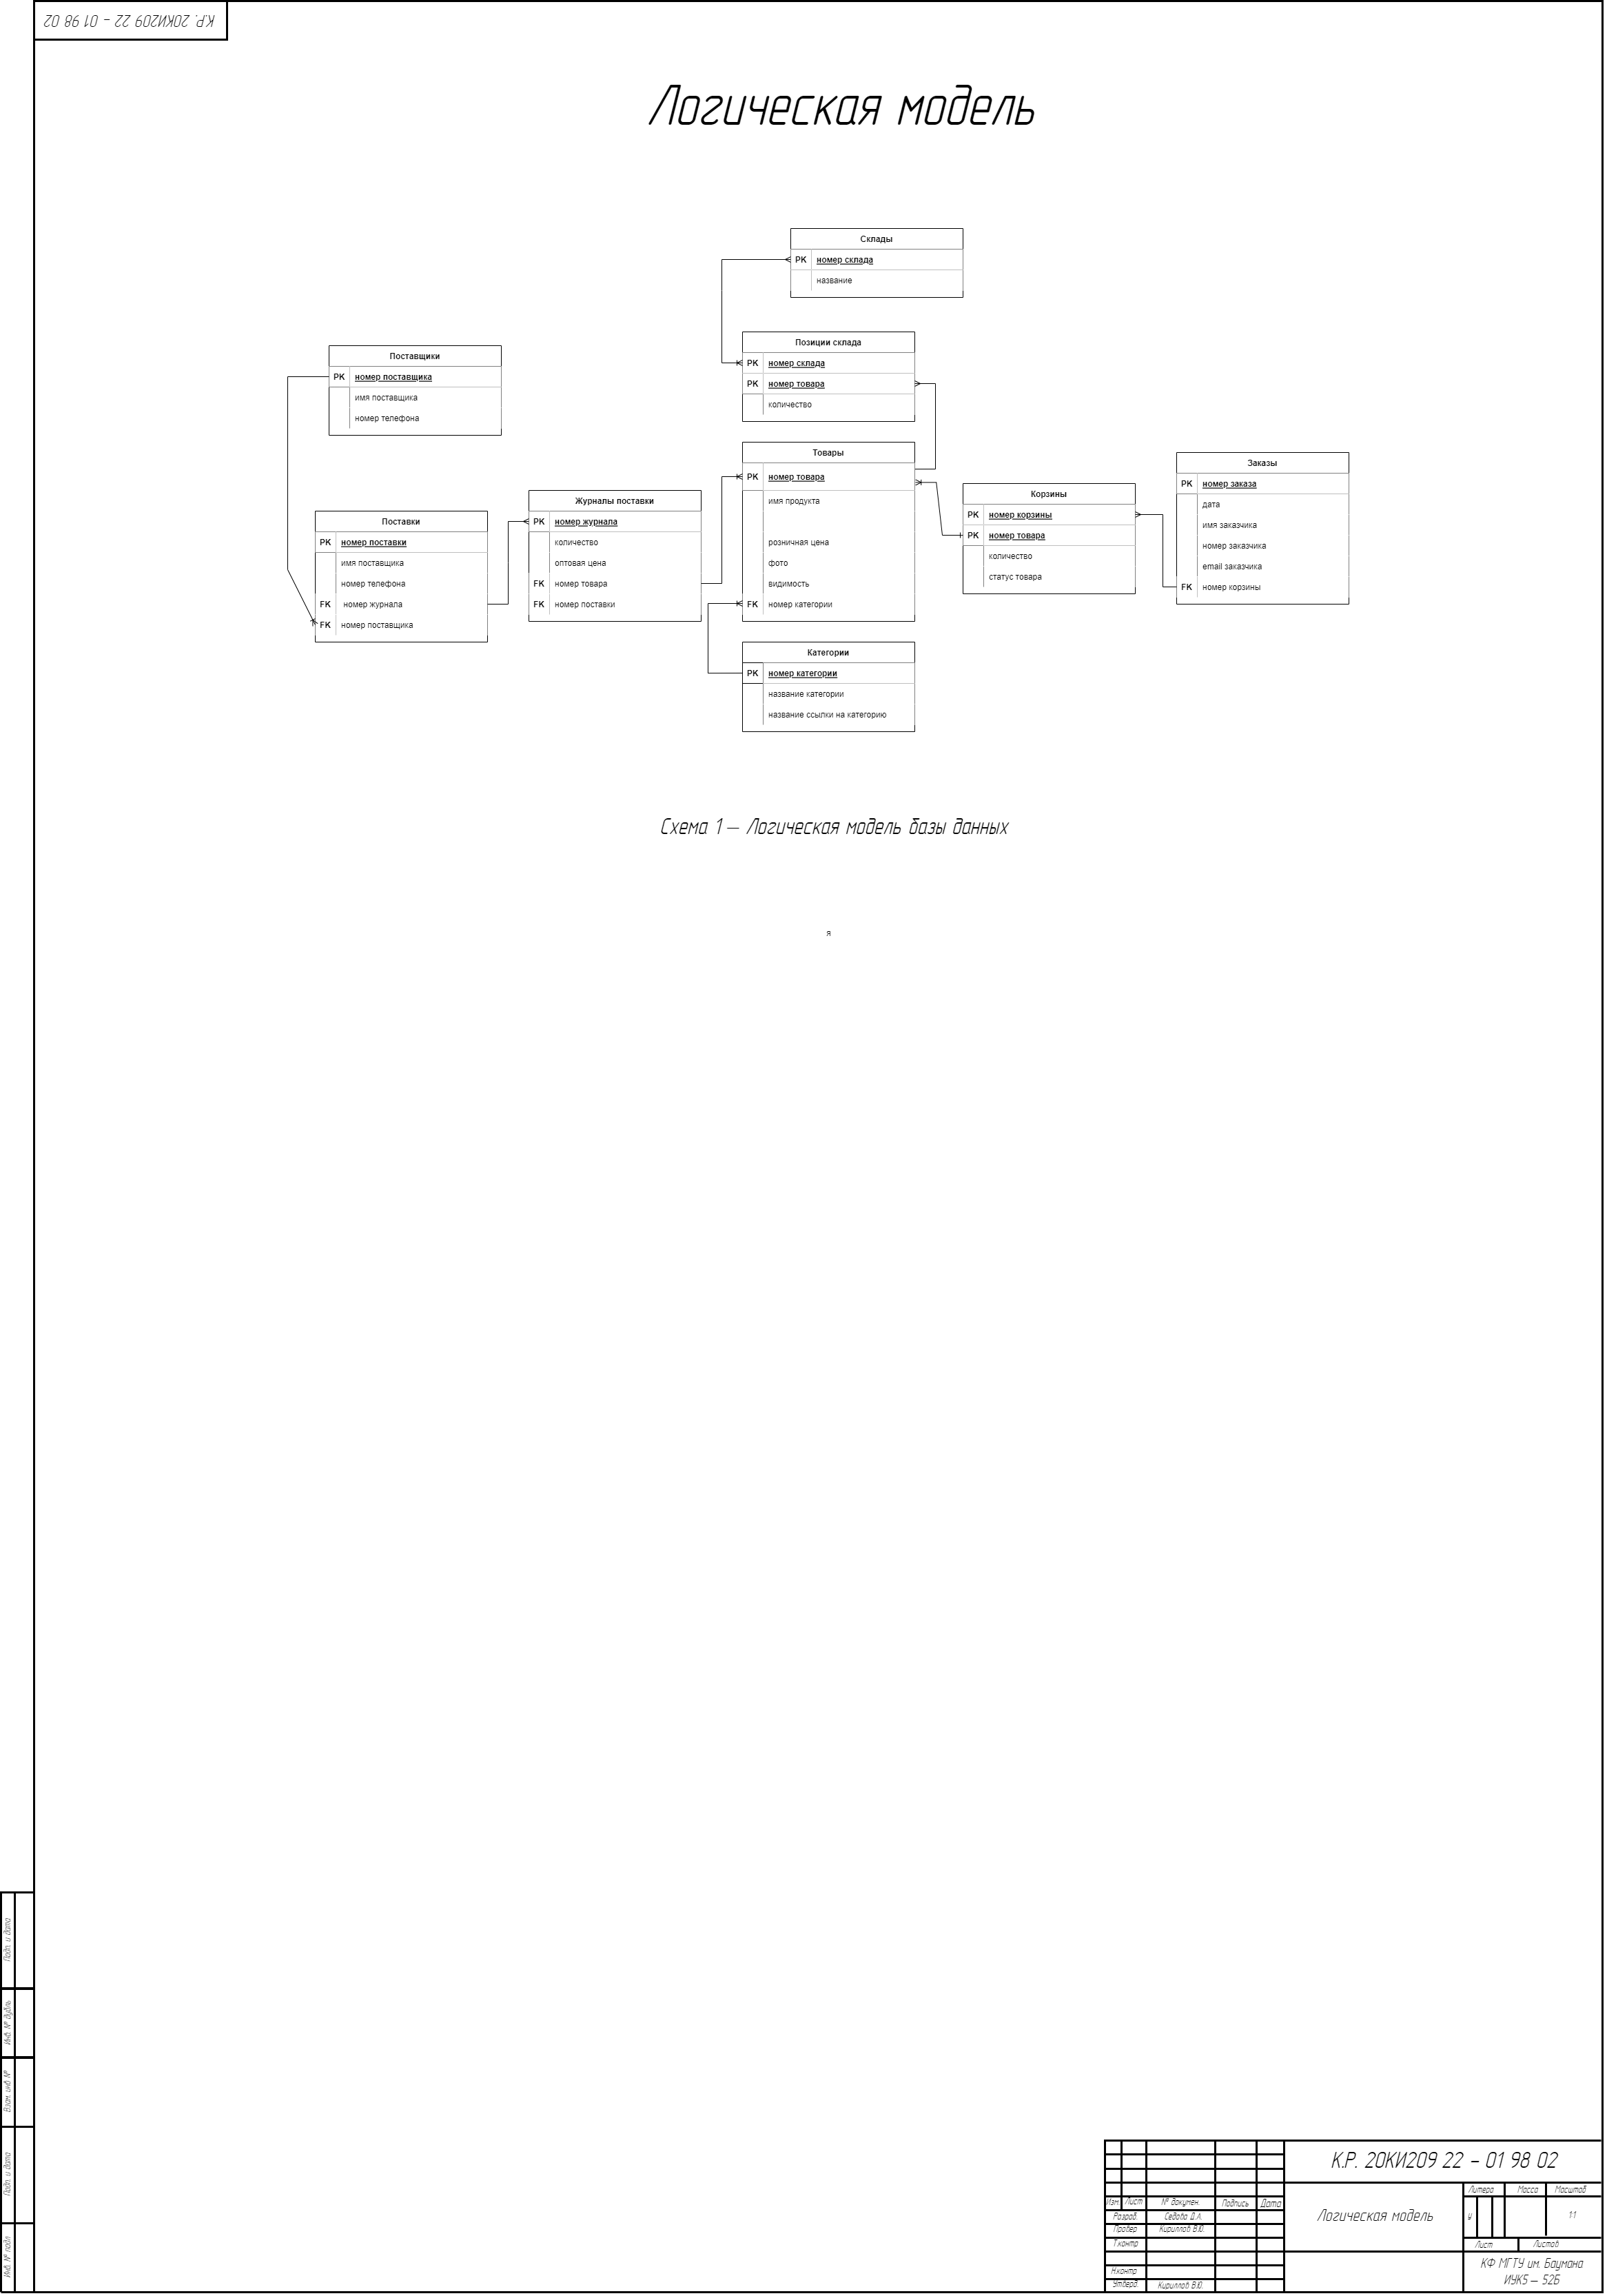 К.Р. 20КИ209 22 - 01 98 02
Логическая модель
Склады
PK номер склада
название
Позиции склада
PK номер склада
PK номер товара
количество
Поставщики
PK номер поставщика
имя поставщика
номер телефона
Товары
PK номер товара
имя продукта
розничная цена
фото
видимость
FK номер категории
Заказы
PK номер заказа
дата
имя заказчика
номер заказчика
email заказчика
FK номер корзины
Корзины
PK номер корзины
PK номер товара
количество
статус товара
Журналы поставки
PK номер журнала
количество
оптовая цена
FK номер товара
FK номер поставки
Поставки
PK номер поставки
имя поставщика
номер телефона
FK номер журнала
FK номер поставщика
Категории
PK номер категории
название категории
название ссылки на категорию
Схема 1 – Логическая модель базы данных
я
Подп. и дата
Инв. № дубль
Взам. инв №
Подп. и дата
Инв. № подл
К.Р. 20КИ209 22 - 01 98 02
Изм. Лист № докумен. Подпись Дата
Разраб. Седова Д.А.
Провер Кириллов В.Ю.
Т.контр
Н.контр
Утверд. Кириллов В.Ю.
Логическая модель
Литера Масса Масштаб
у 1:1
Лист Листов
КФ МГТУ им. Баумана
ИУК5 – 52Б